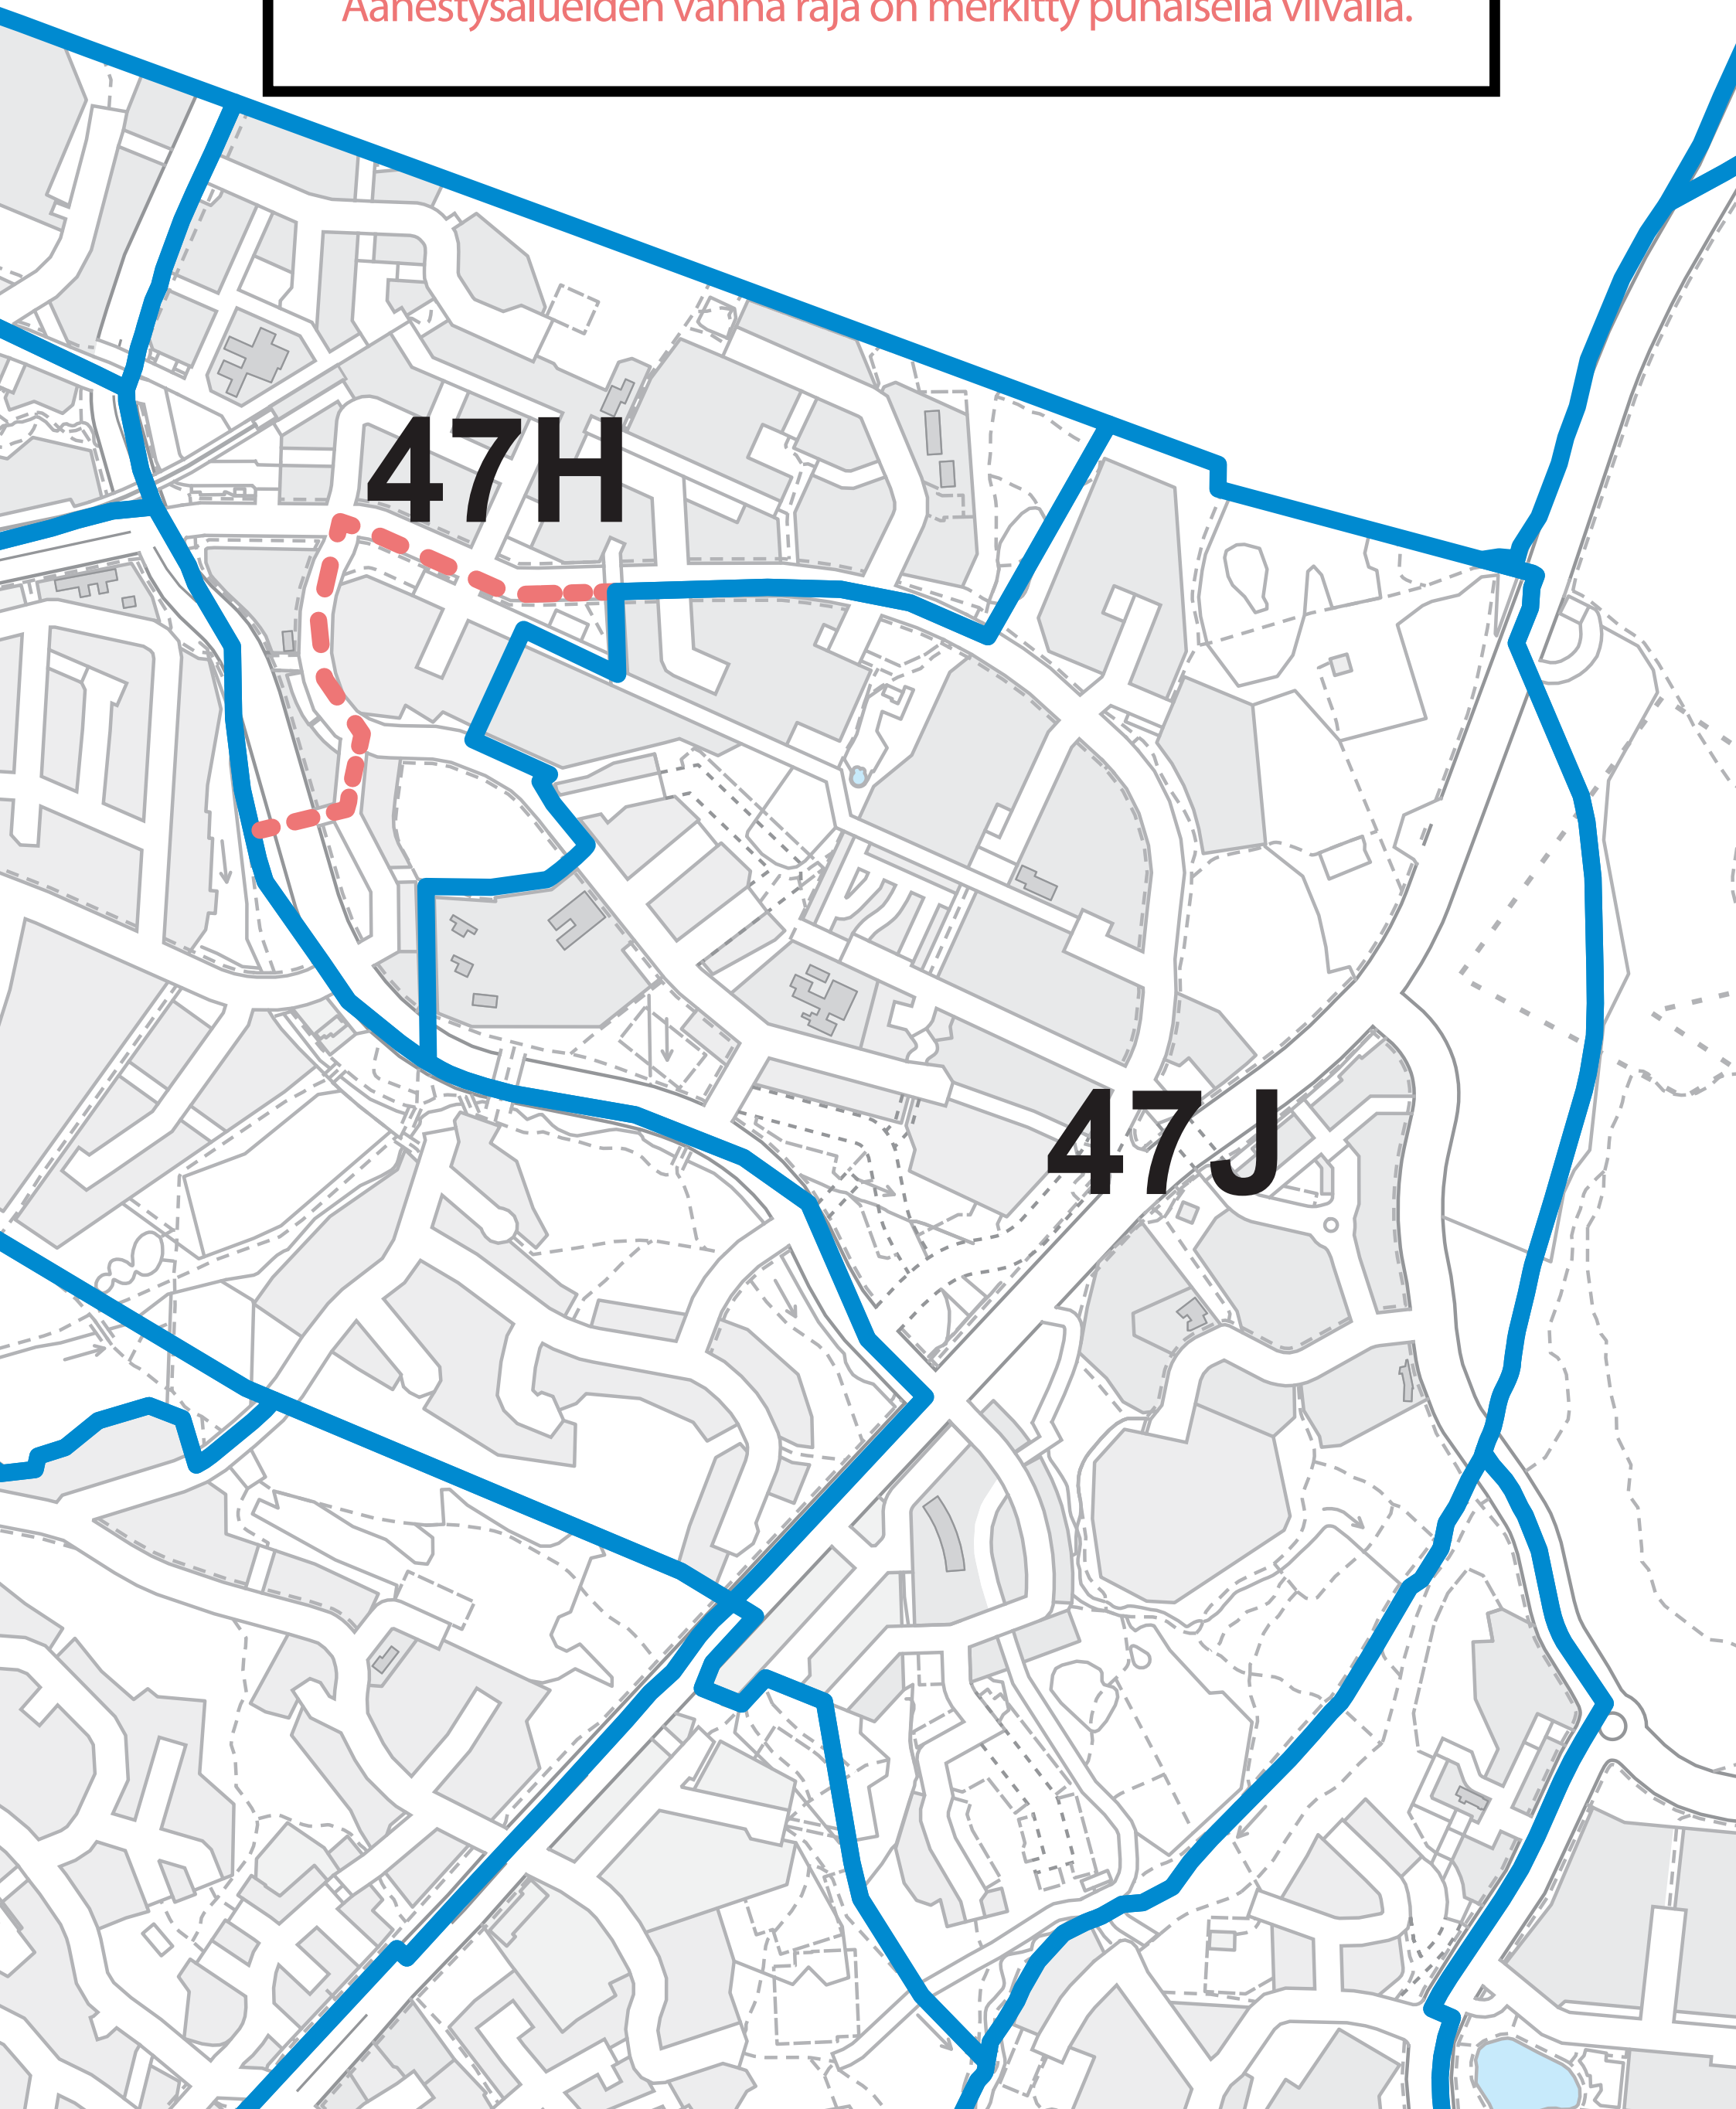 Äänestysalueiden vanha raja on merkitty punaisella viivalla.
47H
47J